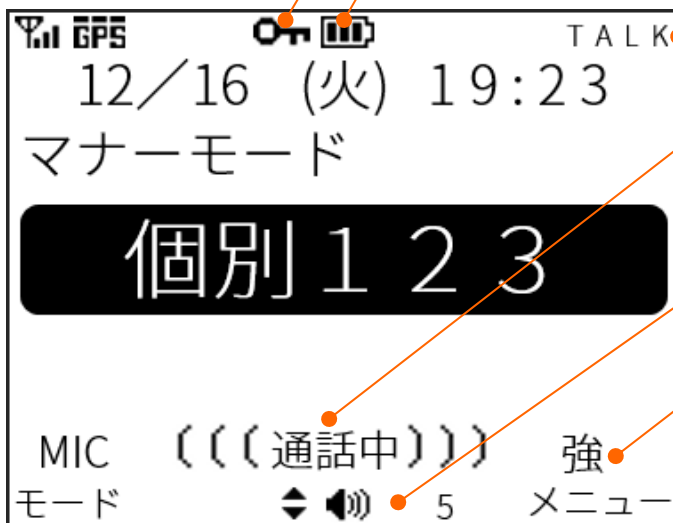 GPS TALK
12／16 (火) 19:23
マナーモード
個別１２３
MIC (((通話中))) 強
モード 5 メニュー